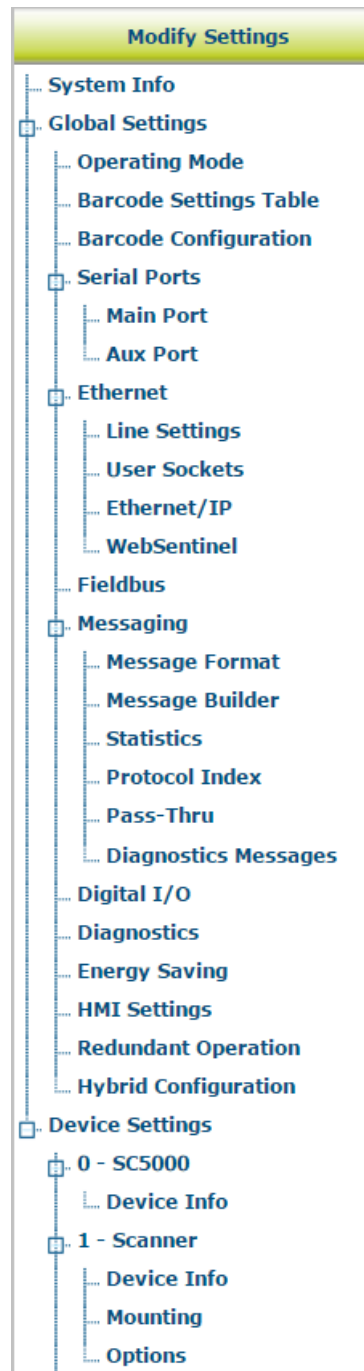 Modify Settings
System Info
Global Settings
Operating Mode
Barcode Settings Table
Barcode Configuration
Serial Ports
Main Port
Aux Port
Ethernet
Line Settings
User Sockets
Ethernet/IP
WebSentinel
Fieldbus
Messaging
Message Format
Message Builder
Statistics
Protocol Index
Pass-Thru
Diagnostics Messages
Digital I/O
Diagnostics
Energy Saving
HMI Settings
Redundant Operation
Hybrid Configuration
Device Settings
0 - SC5000
Device Info
1 - Scanner
Device Info
Mounting
Options